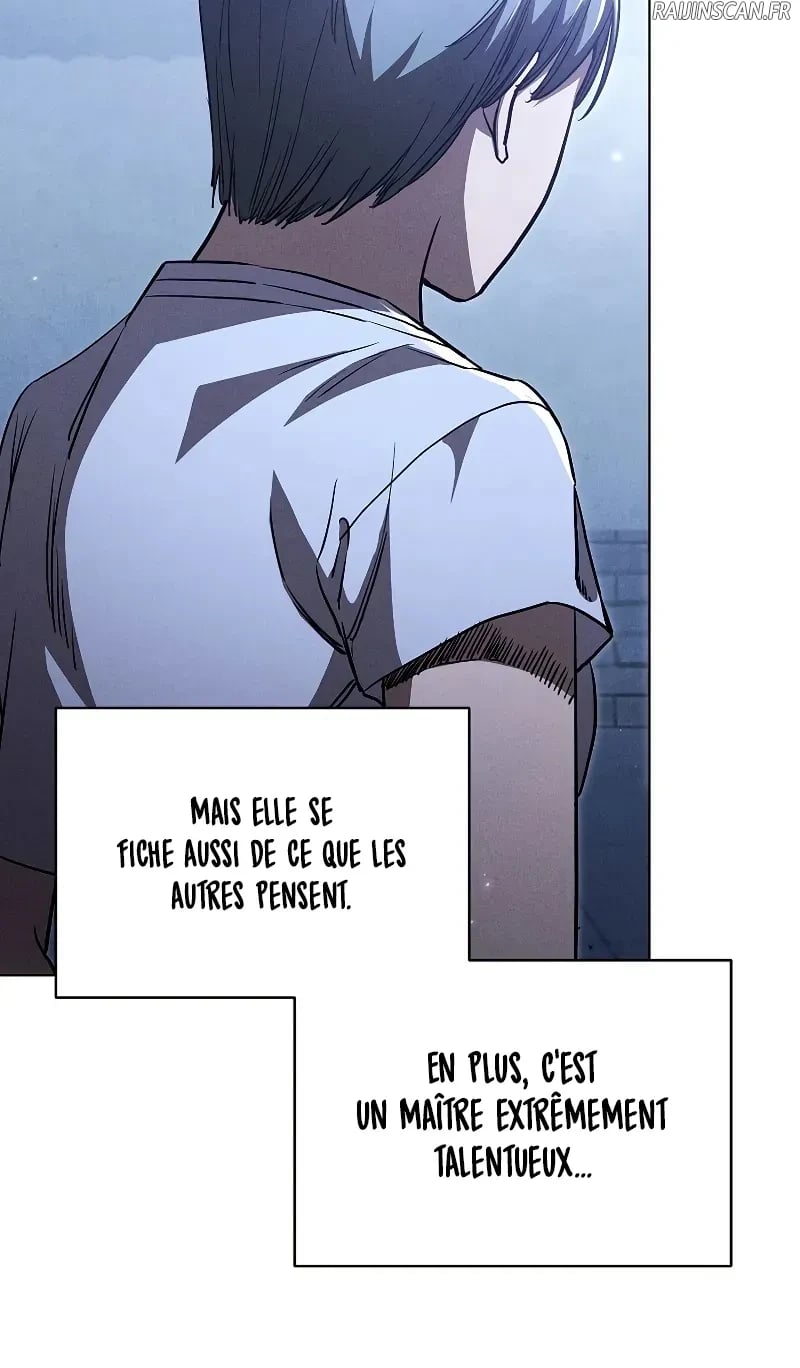 RAIJINSCAN.FR
MAIS ELLE SE
FICHE AUSSI DE CE QUE LES
AUTRES PENSENT.
EN PLUS, C'EST
UN MAÎTRE EXTRÊMEMENT
TALENTUEUX...